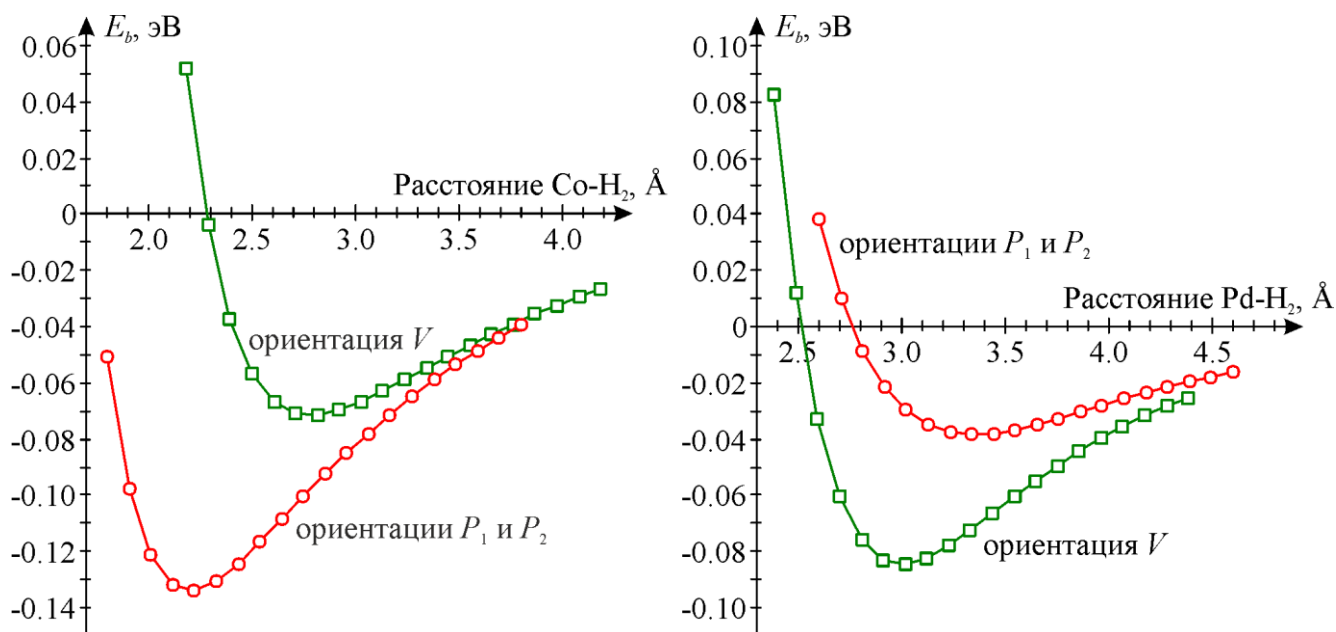 E_b, эВ
0.06
0.04
0.02
0
-0.02
-0.04
-0.06
-0.08
-0.10
-0.12
-0.14
Расстояние Co-H₂, Å
2.0 2.5 3.0 3.5 4.0
ориентация V
ориентации P₁ и P₂
E_b, эВ
0.10
0.08
0.06
0.04
0.02
0
-0.02
-0.04
-0.06
-0.08
-0.10
ориентации P₁ и P₂
Расстояние Pd-H₂, Å
2.5 3.0 3.5 4.0 4.5
ориентация V